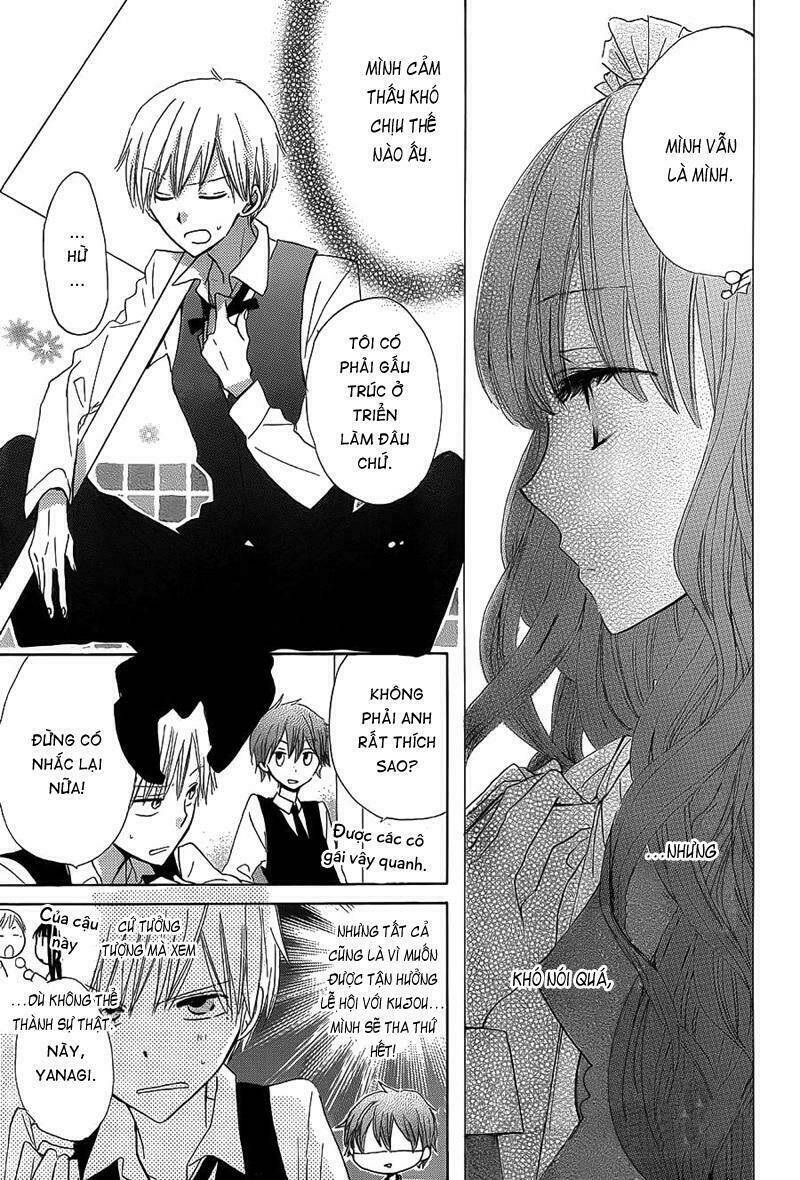 MÌNH VẪN
LÀ MÌNH.
...NHƯNG
KHÓ NÓI QUÁ,
MÌNH CẢM
THẤY KHÓ
CHỊU THẾ
NÀO ẤY.
...
HỪ
...
TÔI CÓ
PHẢI GẤU
TRÚC Ở
TRIỂN
LÀM ĐÂU
CHỨ.
KHÔNG
PHẢI ANH
RẤT THÍCH
SAO?
Được các cô
gái vây quanh.
ĐỪNG CÓ
NHẮC LẠI
NỮA!
NHƯNG TẤT CẢ
CŨNG LÀ VÌ MUỐN
ĐƯỢC TẬN HƯỞNG
LỄ HỘI VỚI KUJOU...
MÌNH SẼ THA THỨ
HẾT!
CỨ TƯỞNG
TƯỢNG MÀ XEM
Của cậu
này
...DÙ KHÔNG THỂ
THÀNH SỰ THẬT.
NÀY,
YANAGI.